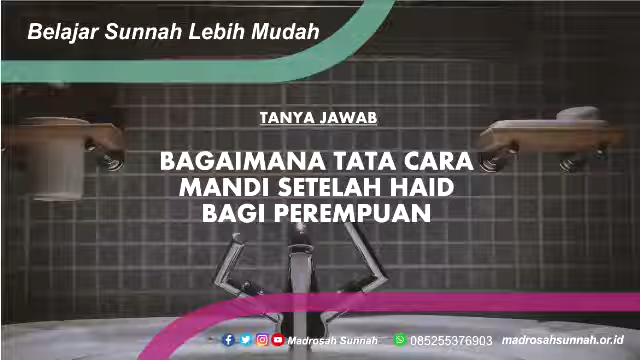 Belajar Sunnah Lebih Mudah
TANYA JAWAB
BAGAIMANA TATA CARA
MANDI SETELAH HAID
BAGI PEREMPUAN
Madrosah Sunnah 085255376903 madrosahsunnah.or.id